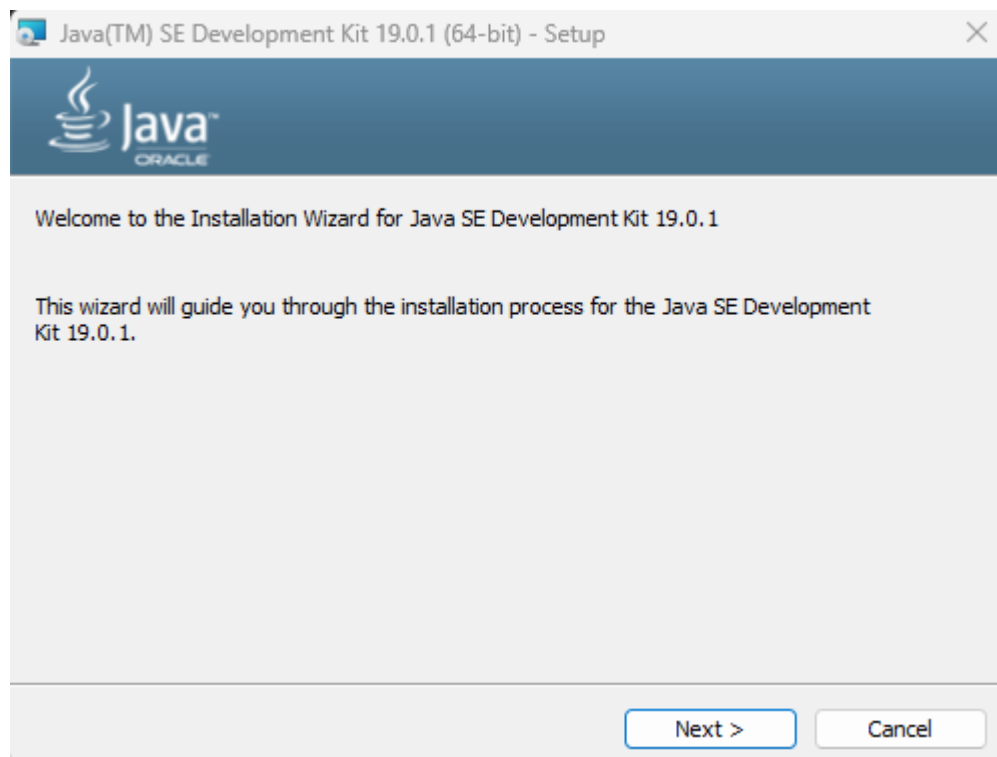 Java(TM) SE Development Kit 19.0.1 (64-bit) - Setup
Java™
ORACLE
Welcome to the Installation Wizard for Java SE Development Kit 19.0.1
This wizard will guide you through the installation process for the Java SE Development
Kit 19.0.1.
Next >
Cancel